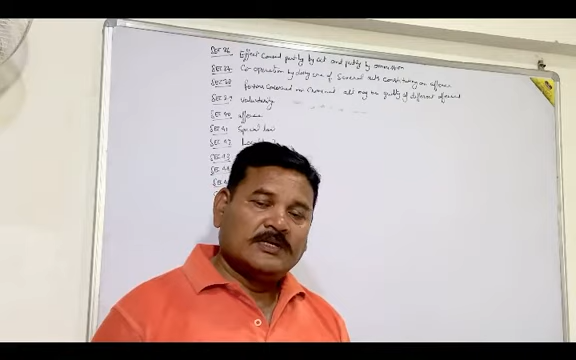 Sec 36 Effect Caused partly by act and partly by ommission
Sec 37 Co-operation by doing one of Several acts Constituting an offence
Sec 38 Persons Concerned in Criminal act may be guilty of different offences
Sec 39 voluntarily
Sec 40 offence
Sec 41 Special law
Sec 42
Sec 43
Sec 44
Sec